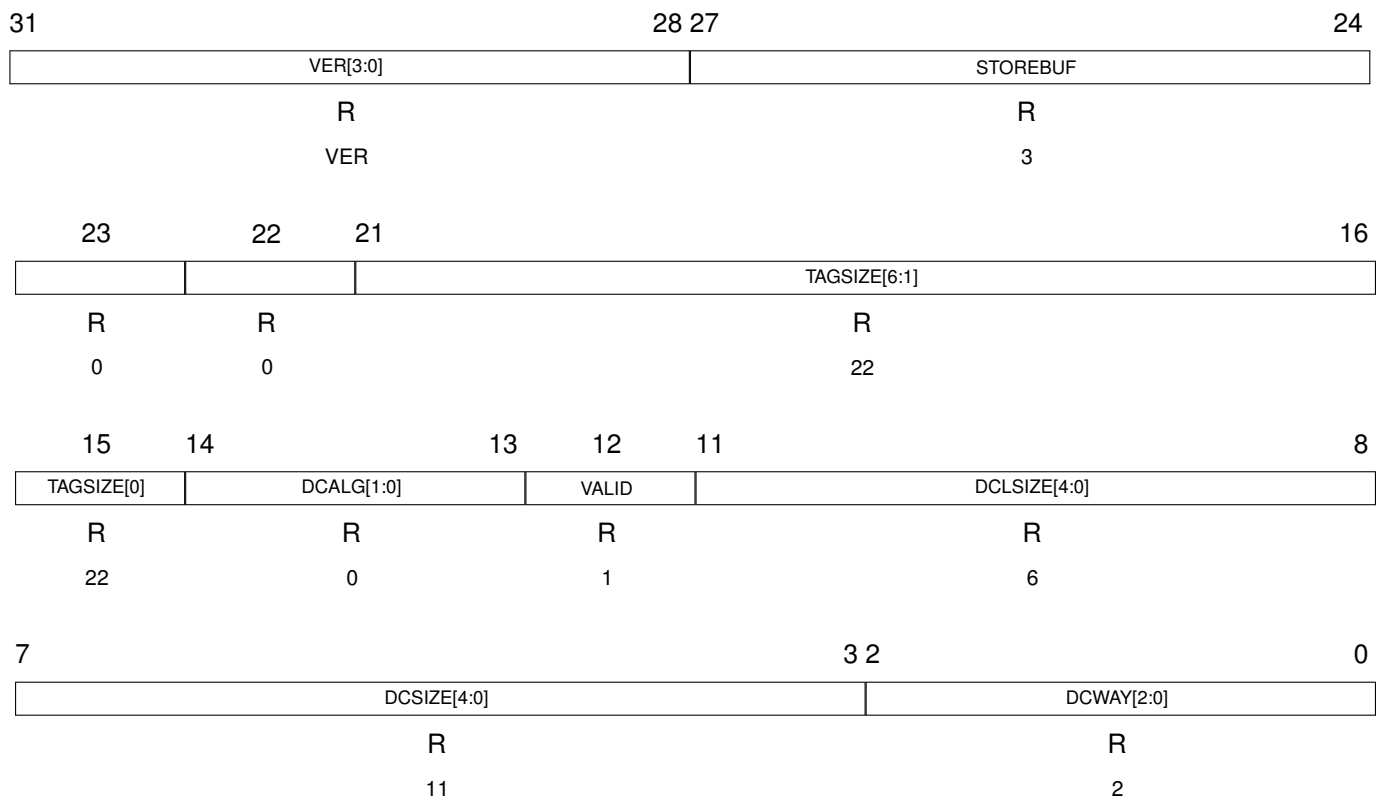 31 28 27 24
VER[3:0] STOREBUF
R R
VER 3
23 22 21 16
TAGSIZE[6:1]
R R R
0 0 22
15 14 13 12 11 8
TAGSIZE[0] DCALG[1:0] VALID DCLSIZE[4:0]
R R R R
22 0 1 6
7 3 2 0
DCSIZE[4:0] DCWAY[2:0]
R R
11 2